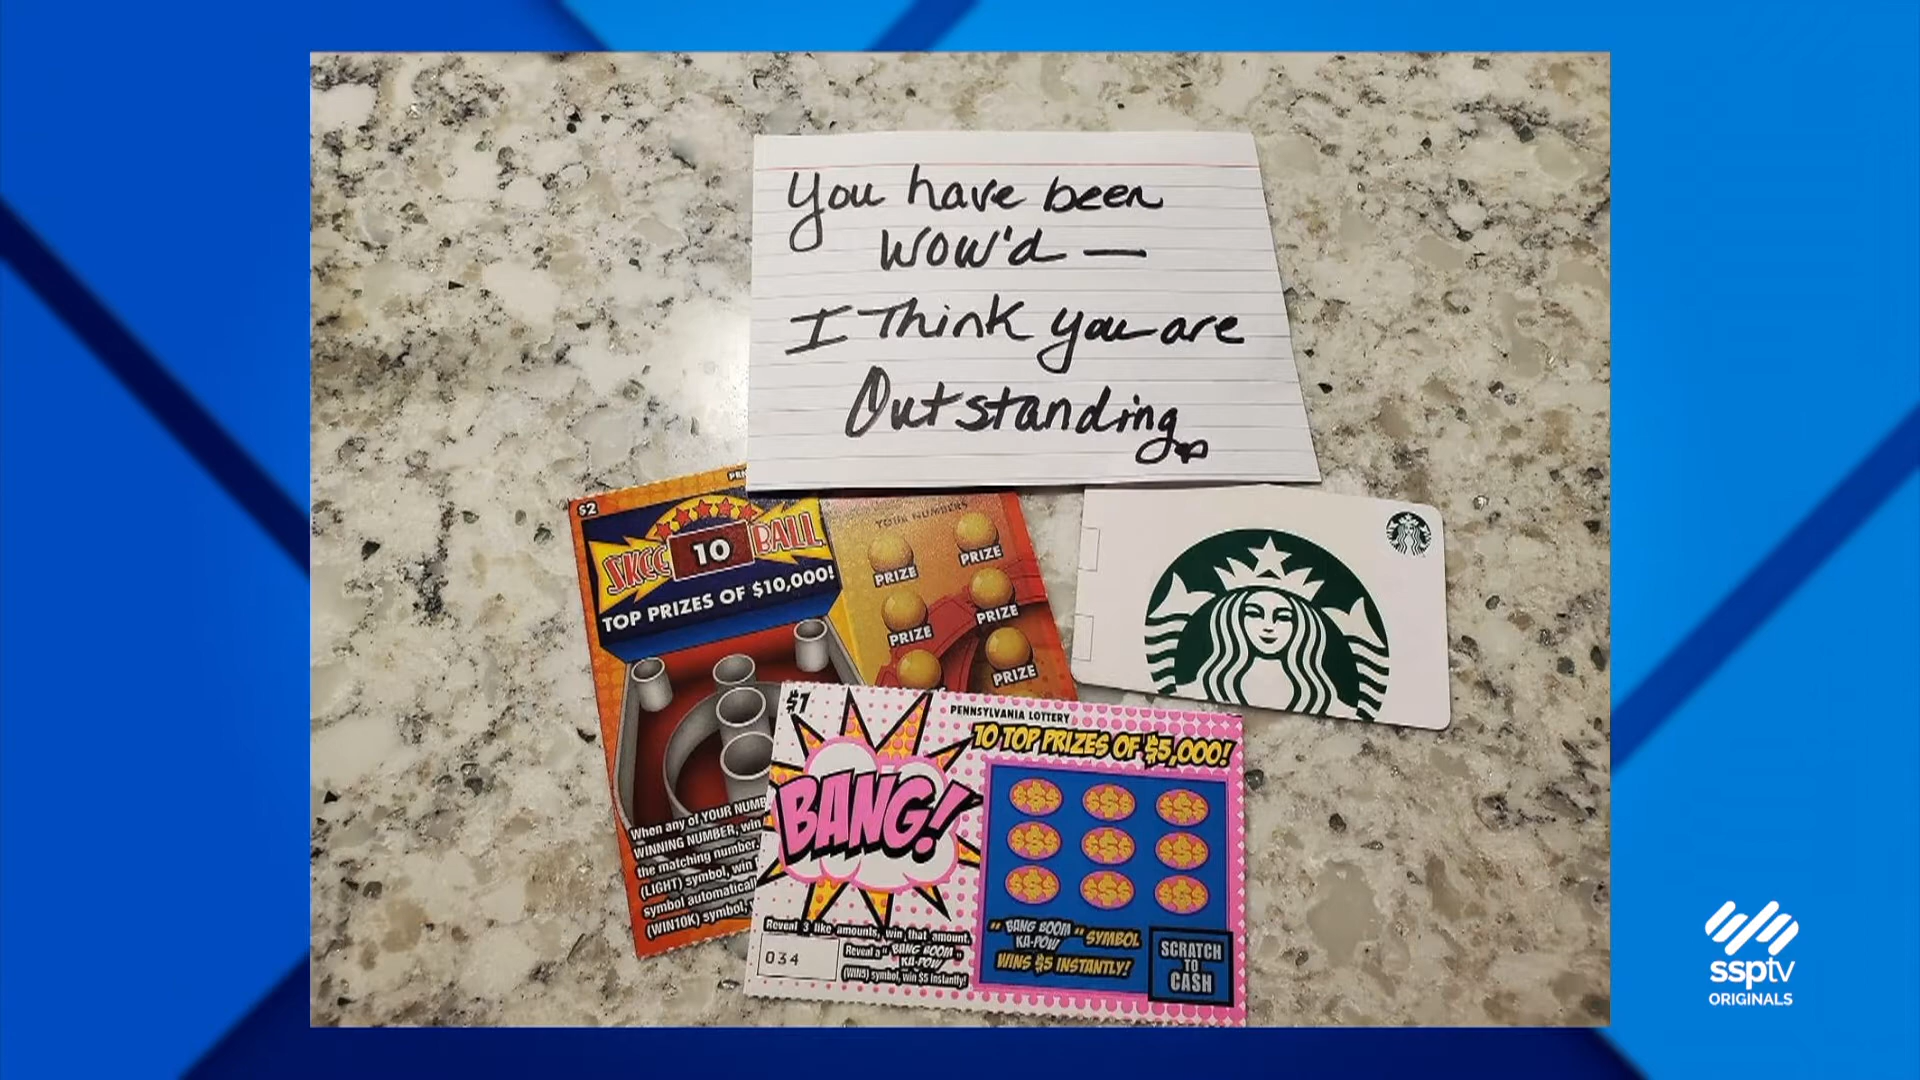 You have been
wow'd —
I Think you are
Outstanding
$2
SKEE 10 BALL
TOP PRIZES OF $10,000!
YOUR NUMBERS
PRIZE
PRIZE
PRIZE
PRIZE
PRIZE
When any of YOUR NUMB
WINNING NUMBER, win
the matching number.
(LIGHT) symbol, win
symbol automaticall
(WIN10K) symbol,
$1
PENNSYLVANIA LOTTERY
10 TOP PRIZES OF $5,000!
BANG!
$$$ $$$ $$$
$$$ $$$ $$$
$$$ $$$ $$$
Reveal 3 like amounts, win that amount.
Reveal a "BANG BOOM
KA-POW"
(WIN5) symbol, win $5 instantly!
034
"BANG BOOM
KA-POW" SYMBOL
WINS $5 INSTANTLY!
SCRATCH
TO
CASH
ssptv
ORIGINALS